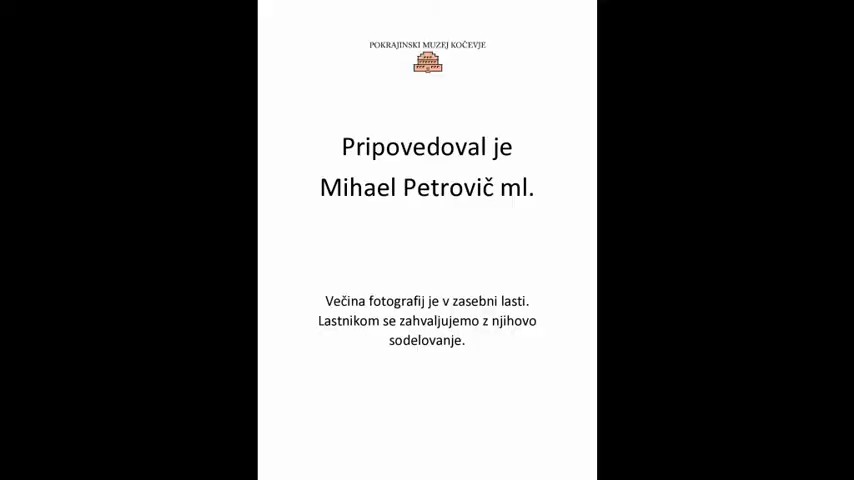 POKRAJINSKI MUZEJ KOČEVJE
Pripovedoval je
Mihael Petrovič ml.
Večina fotografij je v zasebni lasti.
Lastnikom se zahvaljujemo z njihovo
sodelovanje.